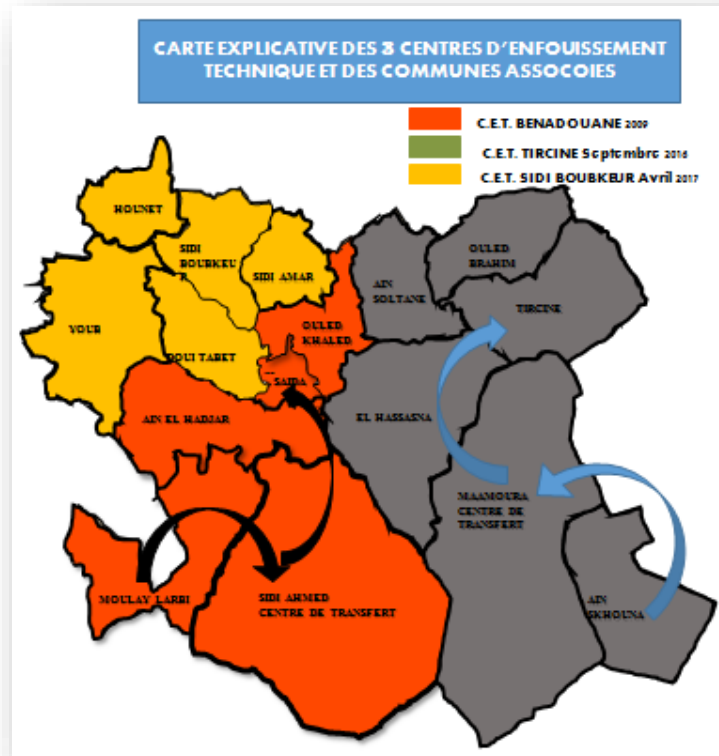 CARTE EXPLICATIVE DES 3 CENTRES D'ENFOUISSEMENT
TECHNIQUE ET DES COMMUNES ASSOCOIES
C.E.T. BENADOUANE 2009
C.E.T. TIRCINE Septembre 2016
C.E.T. SIDI BOUBKEUR Avril 2017
HOUNET
SIDI
BOUBKEU
R
SIDI AMAR
AIN
SOLTANE
OULED
BRAHIM
TIRCINE
YOUB
DOUI TABET
OULED
KHALED
SAIDA
AIN EL HADJAR
EL HASSASNA
MAAMOURA
CENTRE DE
TRANSFERT
MOULAY LARBI
SIDI AHMED
CENTRE DE TRANSFERT
AIN
SKHOUNA